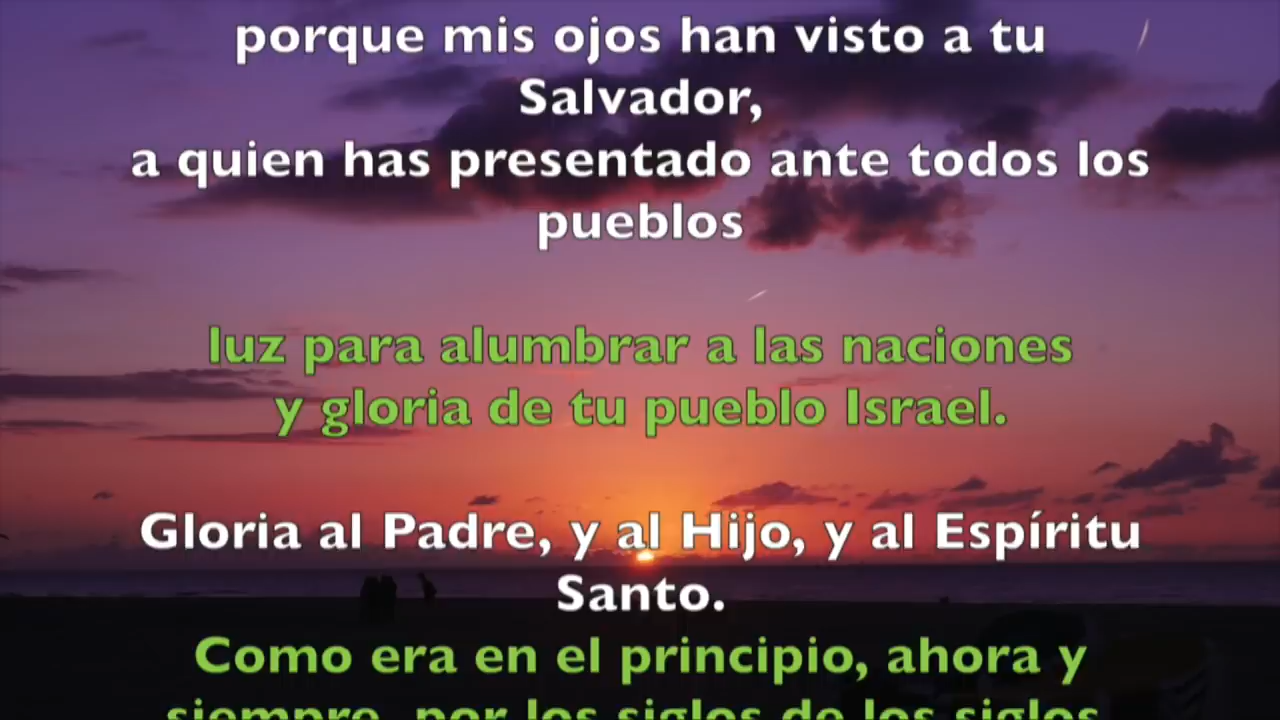 porque mis ojos han visto a tu
Salvador,
a quien has presentado ante todos los
pueblos
luz para alumbrar a las naciones
y gloria de tu pueblo Israel.
Gloria al Padre, y al Hijo, y al Espíritu
Santo.
Como era en el principio, ahora y
siempre, por los siglos de los siglos